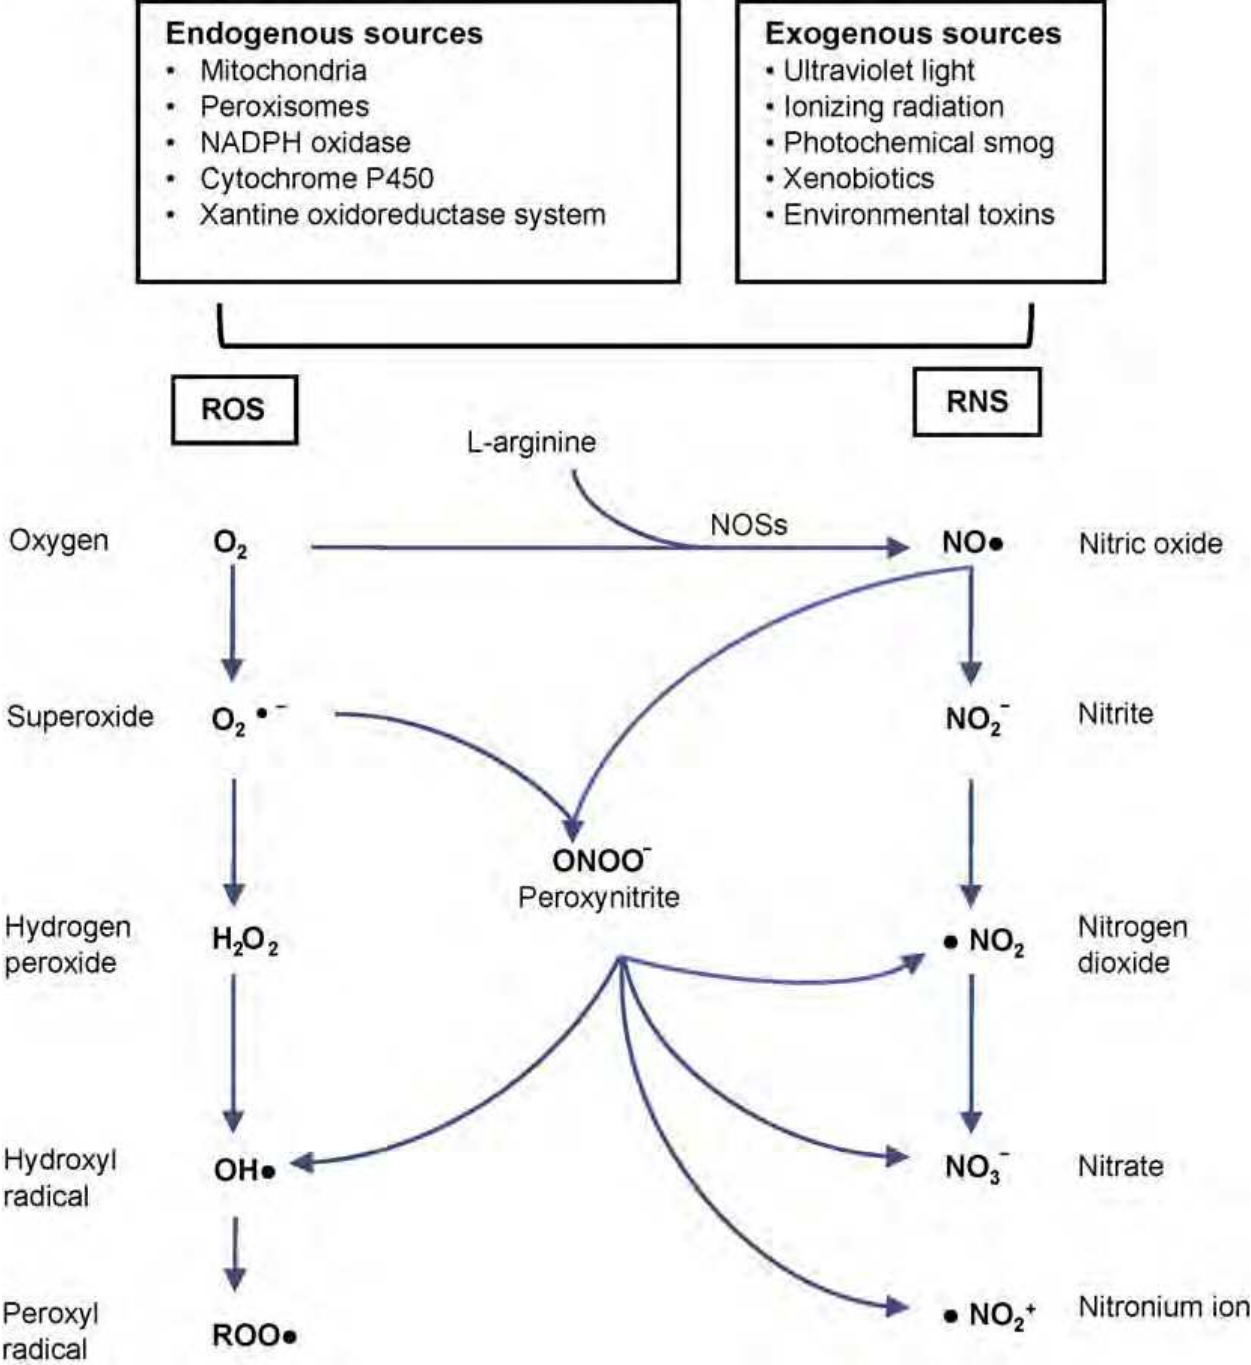 Endogenous sources
• Mitochondria
• Peroxisomes
• NADPH oxidase
• Cytochrome P450
• Xantine oxidoreductase system
Exogenous sources
• Ultraviolet light
• Ionizing radiation
• Photochemical smog
• Xenobiotics
• Environmental toxins
ROS
RNS
L-arginine
NOSs
Oxygen
O₂
NO●
Nitric oxide
Superoxide
O₂•⁻
NO₂⁻
Nitrite
ONOO⁻
Peroxynitrite
Hydrogen
peroxide
H₂O₂
● NO₂
Nitrogen
dioxide
Hydroxyl
radical
OH●
NO₃⁻
Nitrate
Peroxyl
radical
ROO●
● NO₂⁺
Nitronium ion